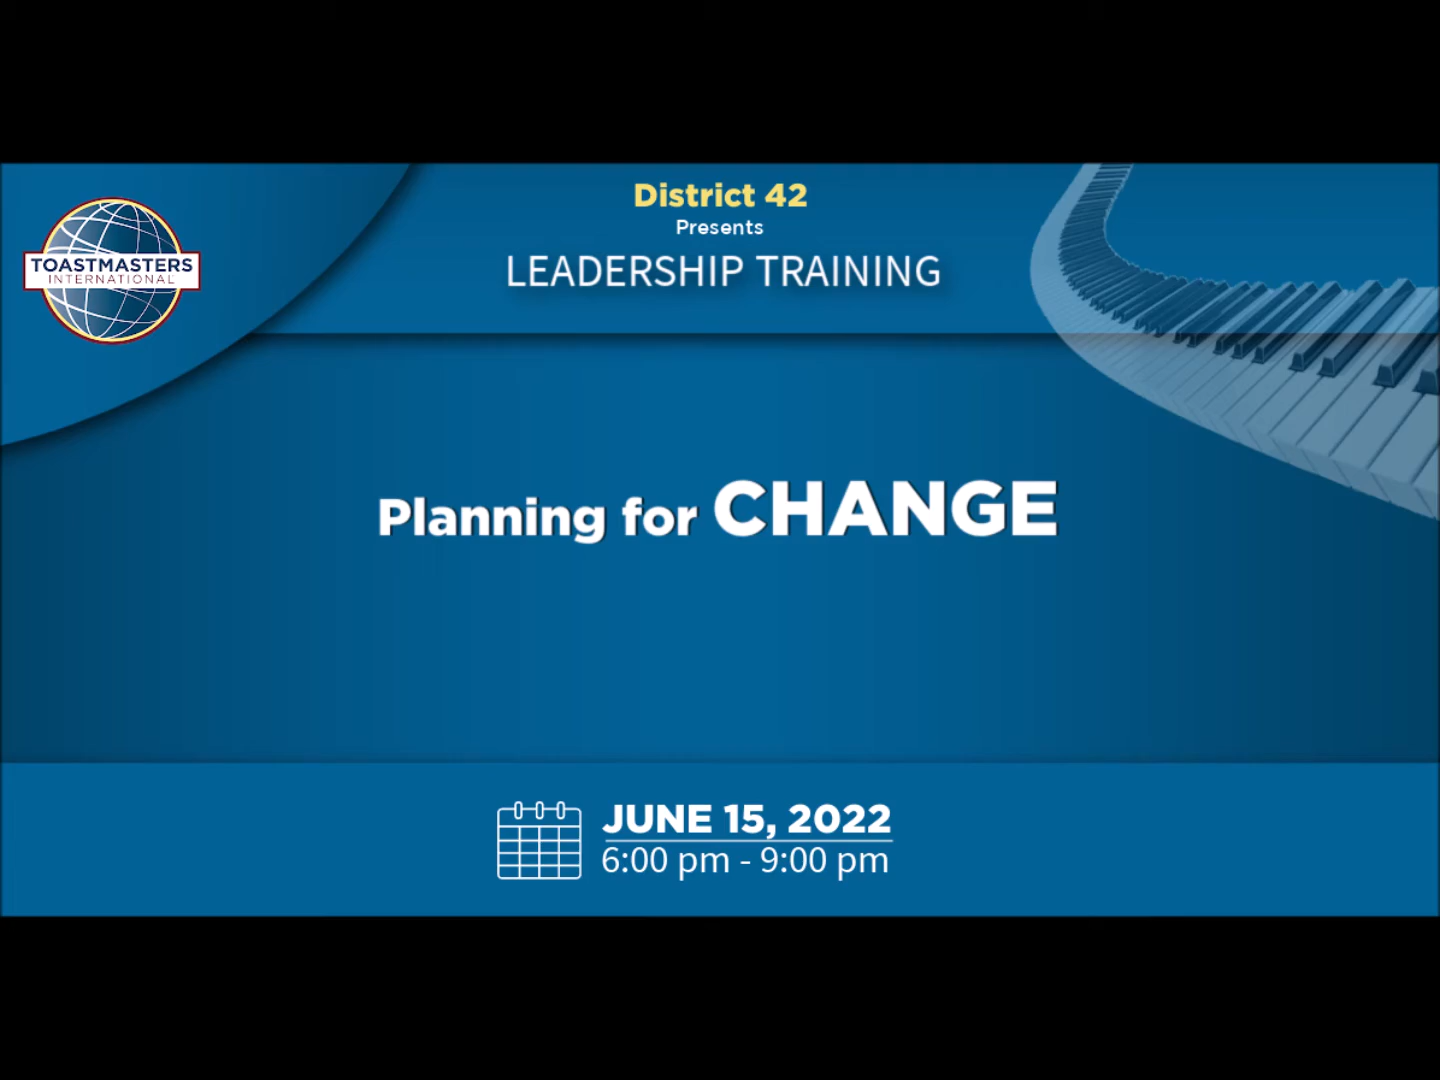 District 42
Presents
LEADERSHIP TRAINING
TOASTMASTERS
INTERNATIONAL
Planning for CHANGE
JUNE 15, 2022
6:00 pm - 9:00 pm